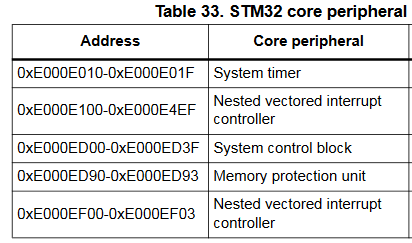 Table 33. STM32 core peripheral
Address Core peripheral
0xE000E010-0xE000E01F System timer
0xE000E100-0xE000E4EF Nested vectored interrupt
controller
0xE000ED00-0xE000ED3F System control block
0xE000ED90-0xE000ED93 Memory protection unit
0xE000EF00-0xE000EF03 Nested vectored interrupt
controller